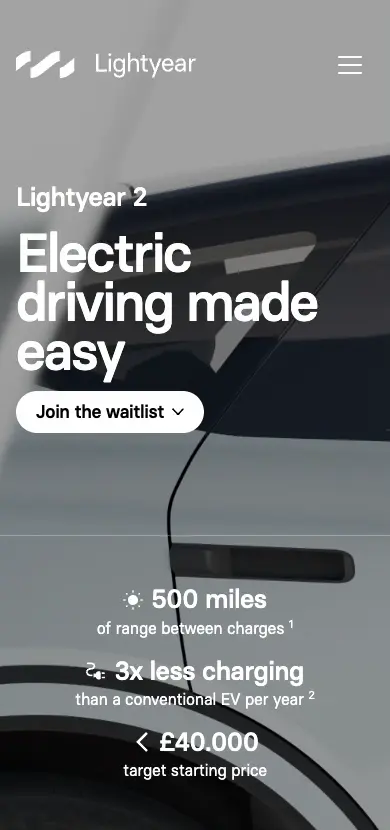 Lightyear
Lightyear 2
Electric
driving made
easy
Join the waitlist
500 miles
of range between charges 1
3x less charging
than a conventional EV per year 2
< £40.000
target starting price